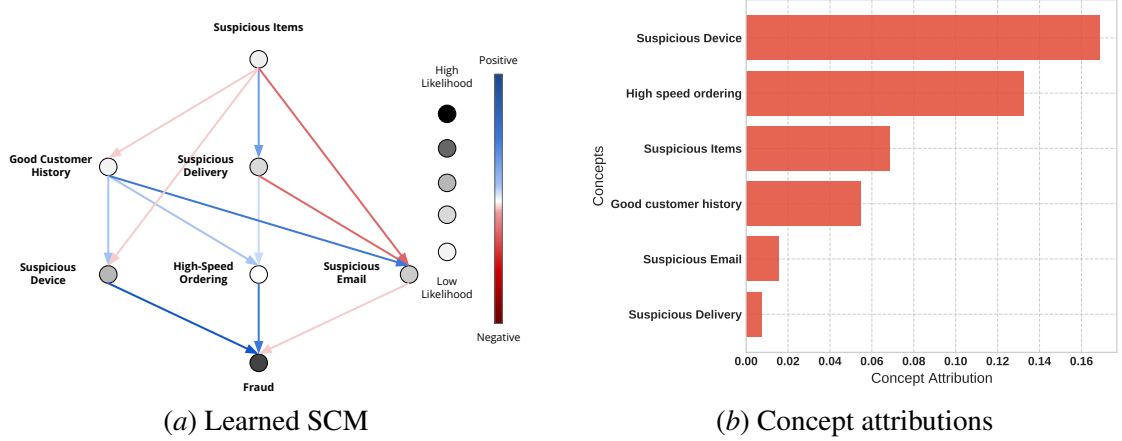 Suspicious Items
Good Customer
History
Suspicious
Delivery
Suspicious
Device
High-Speed
Ordering
Suspicious
Email
Fraud
High
Likelihood
Low
Likelihood
Positive
Negative
(a) Learned SCM
Concepts
Suspicious Device
High speed ordering
Suspicious Items
Good customer history
Suspicious Email
Suspicious Delivery
0.00 0.02 0.04 0.06 0.08 0.10 0.12 0.14 0.16
Concept Attribution
(b) Concept attributions